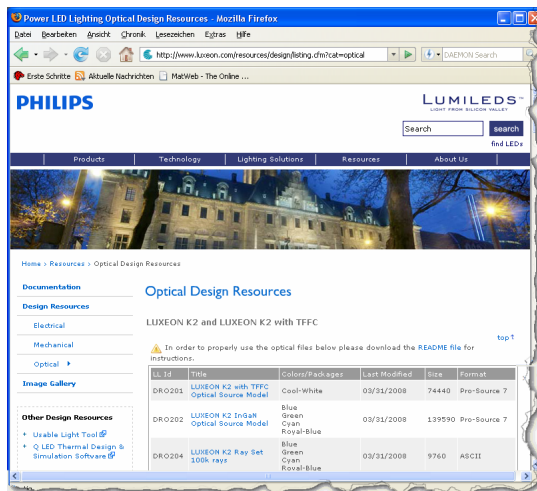 Power LED Lighting Optical Design Resources - Mozilla Firefox
Datei Bearbeiten Ansicht Chronik Lesezeichen Extras Hilfe
http://www.luxeon.com/resources/design/listing.cfm?cat=optical DAEMON Search
Erste Schritte Aktuelle Nachrichten MatWeb - The Online ...
PHILIPS
LUMILEDS™
LIGHT FROM SILICON VALLEY
Search search
find LEDs
Products Technology Lighting Solutions Resources About Us
Home > Resources > Optical Design Resources
Documentation
Design Resources
Electrical
Mechanical
Optical
Image Gallery
Other Design Resources
Usable Light Tool
Q LED Thermal Design &
Simulation Software
Optical Design Resources
LUXEON K2 and LUXEON K2 with TFFC
top
In order to properly use the optical files below please download the README file for
instructions.
LL Id Title Colors/Packages Last Modified Size Format
DRO201 LUXEON K2 with TFFC Optical Source Model Cool-White 03/31/2008 74440 Pro-Source 7
DRO202 LUXEON K2 InGaN Optical Source Model Blue Green Cyan Royal-Blue 03/31/2008 139590 Pro-Source 7
DRO204 LUXEON K2 Ray Set 100k rays Blue Green Cyan Royal-Blue 03/31/2008 9760 ASCII